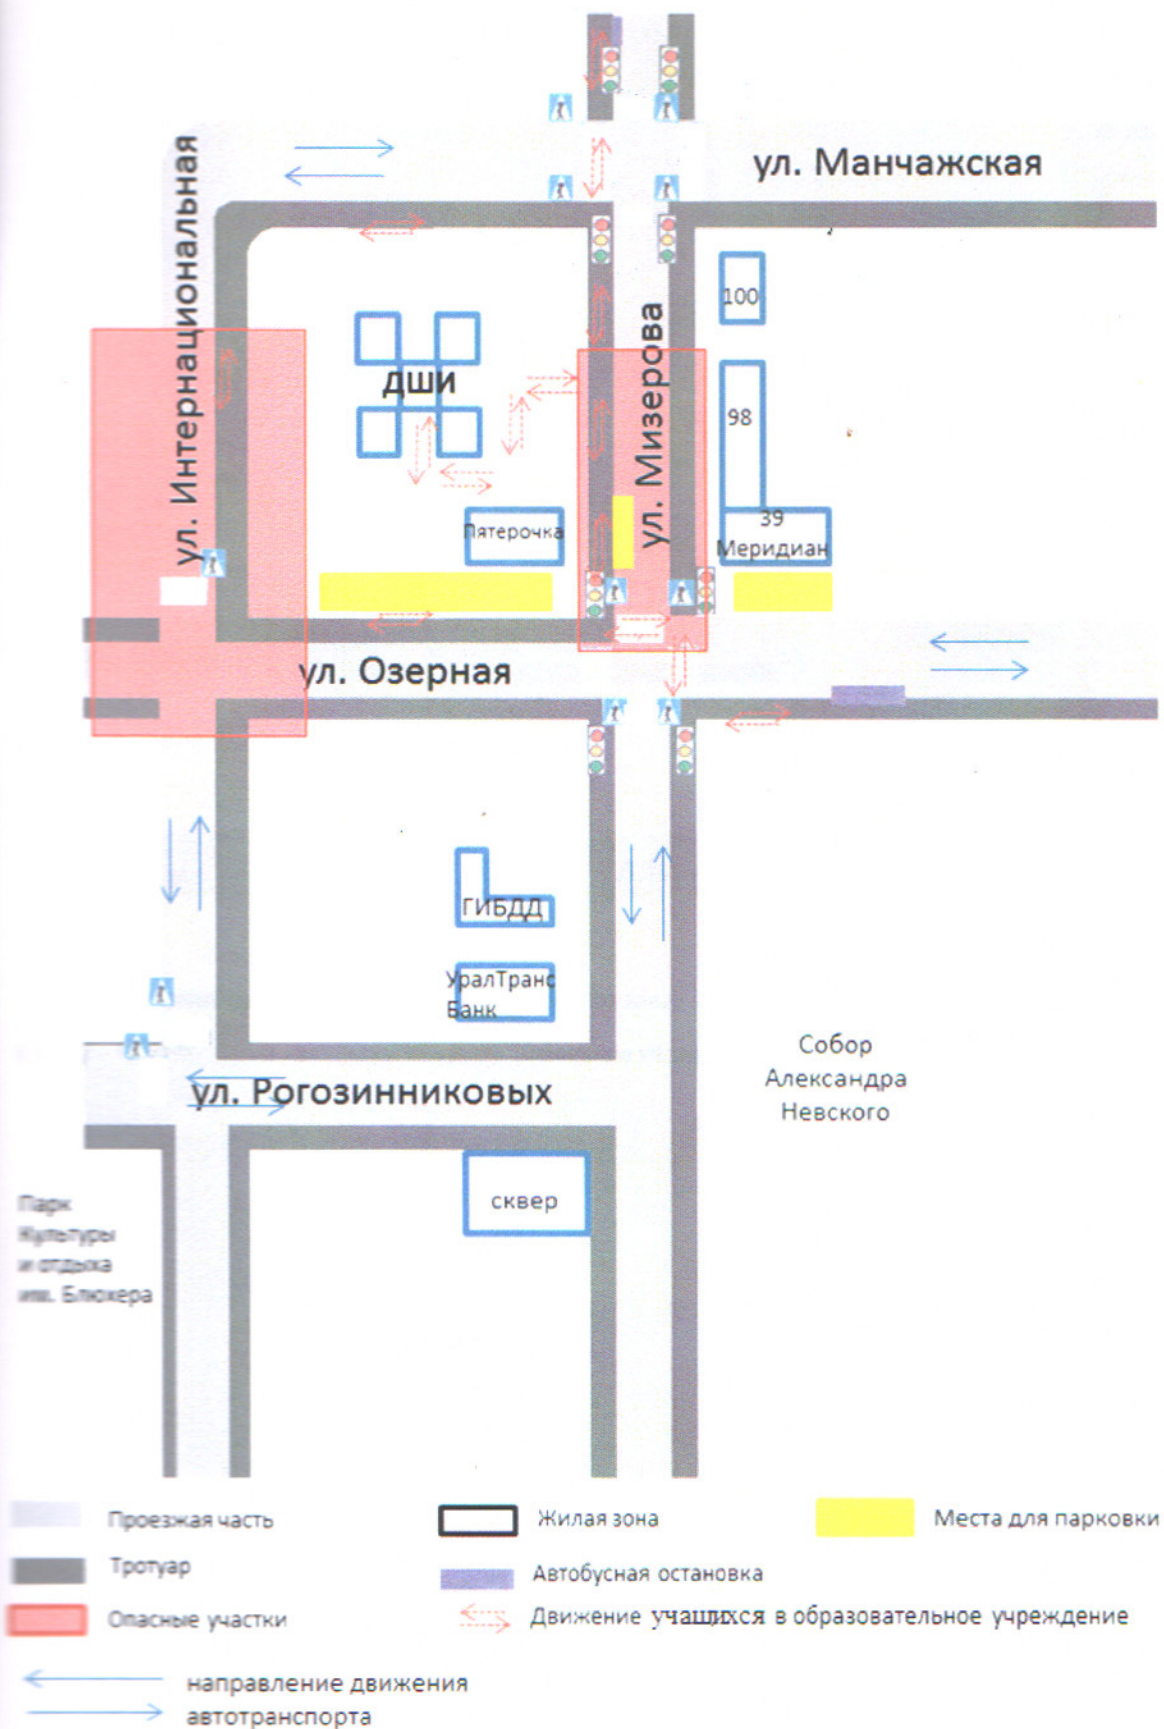 ул. Манчажская
ул. Интернациональная
100
ДШИ
ул. Мизерова
98
Пятерочка
39
Меридиан
ул. Озерная
ГИБДД
УралТранс
Банк
Собор
Александра
Невского
ул. Рогозинниковых
Парк
Культуры
и отдыха
им. Блюхера
сквер
Проезжая часть
Жилая зона
Места для парковки
Тротуар
Автобусная остановка
Опасные участки
Движение учащихся в образовательное учреждение
направление движения
автотранспорта